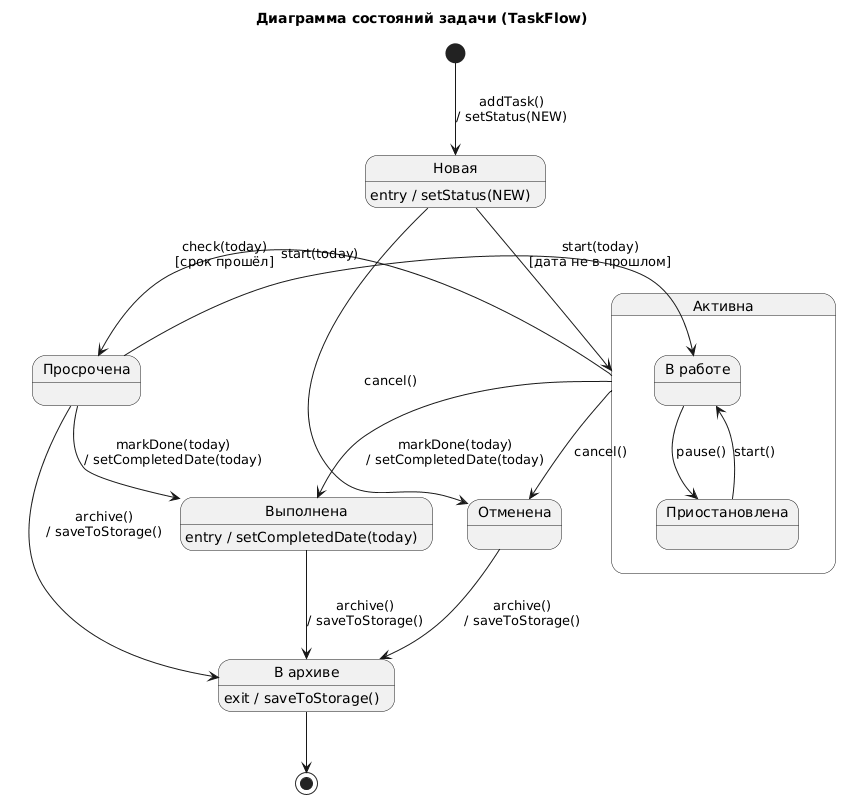 Диаграмма состояний задачи (TaskFlow)
addTask()
/ setStatus(NEW)
Новая
entry / setStatus(NEW)
check(today)
[срок прошёл]
start(today)
start(today)
[дата не в прошлом]
Активна
Просрочена
В работе
cancel()
markDone(today)
/ setCompletedDate(today)
markDone(today)
/ setCompletedDate(today)
cancel()
pause()
start()
Выполнена
entry / setCompletedDate(today)
Отменена
Приостановлена
archive()
/ saveToStorage()
archive()
/ saveToStorage()
archive()
/ saveToStorage()
В архиве
exit / saveToStorage()